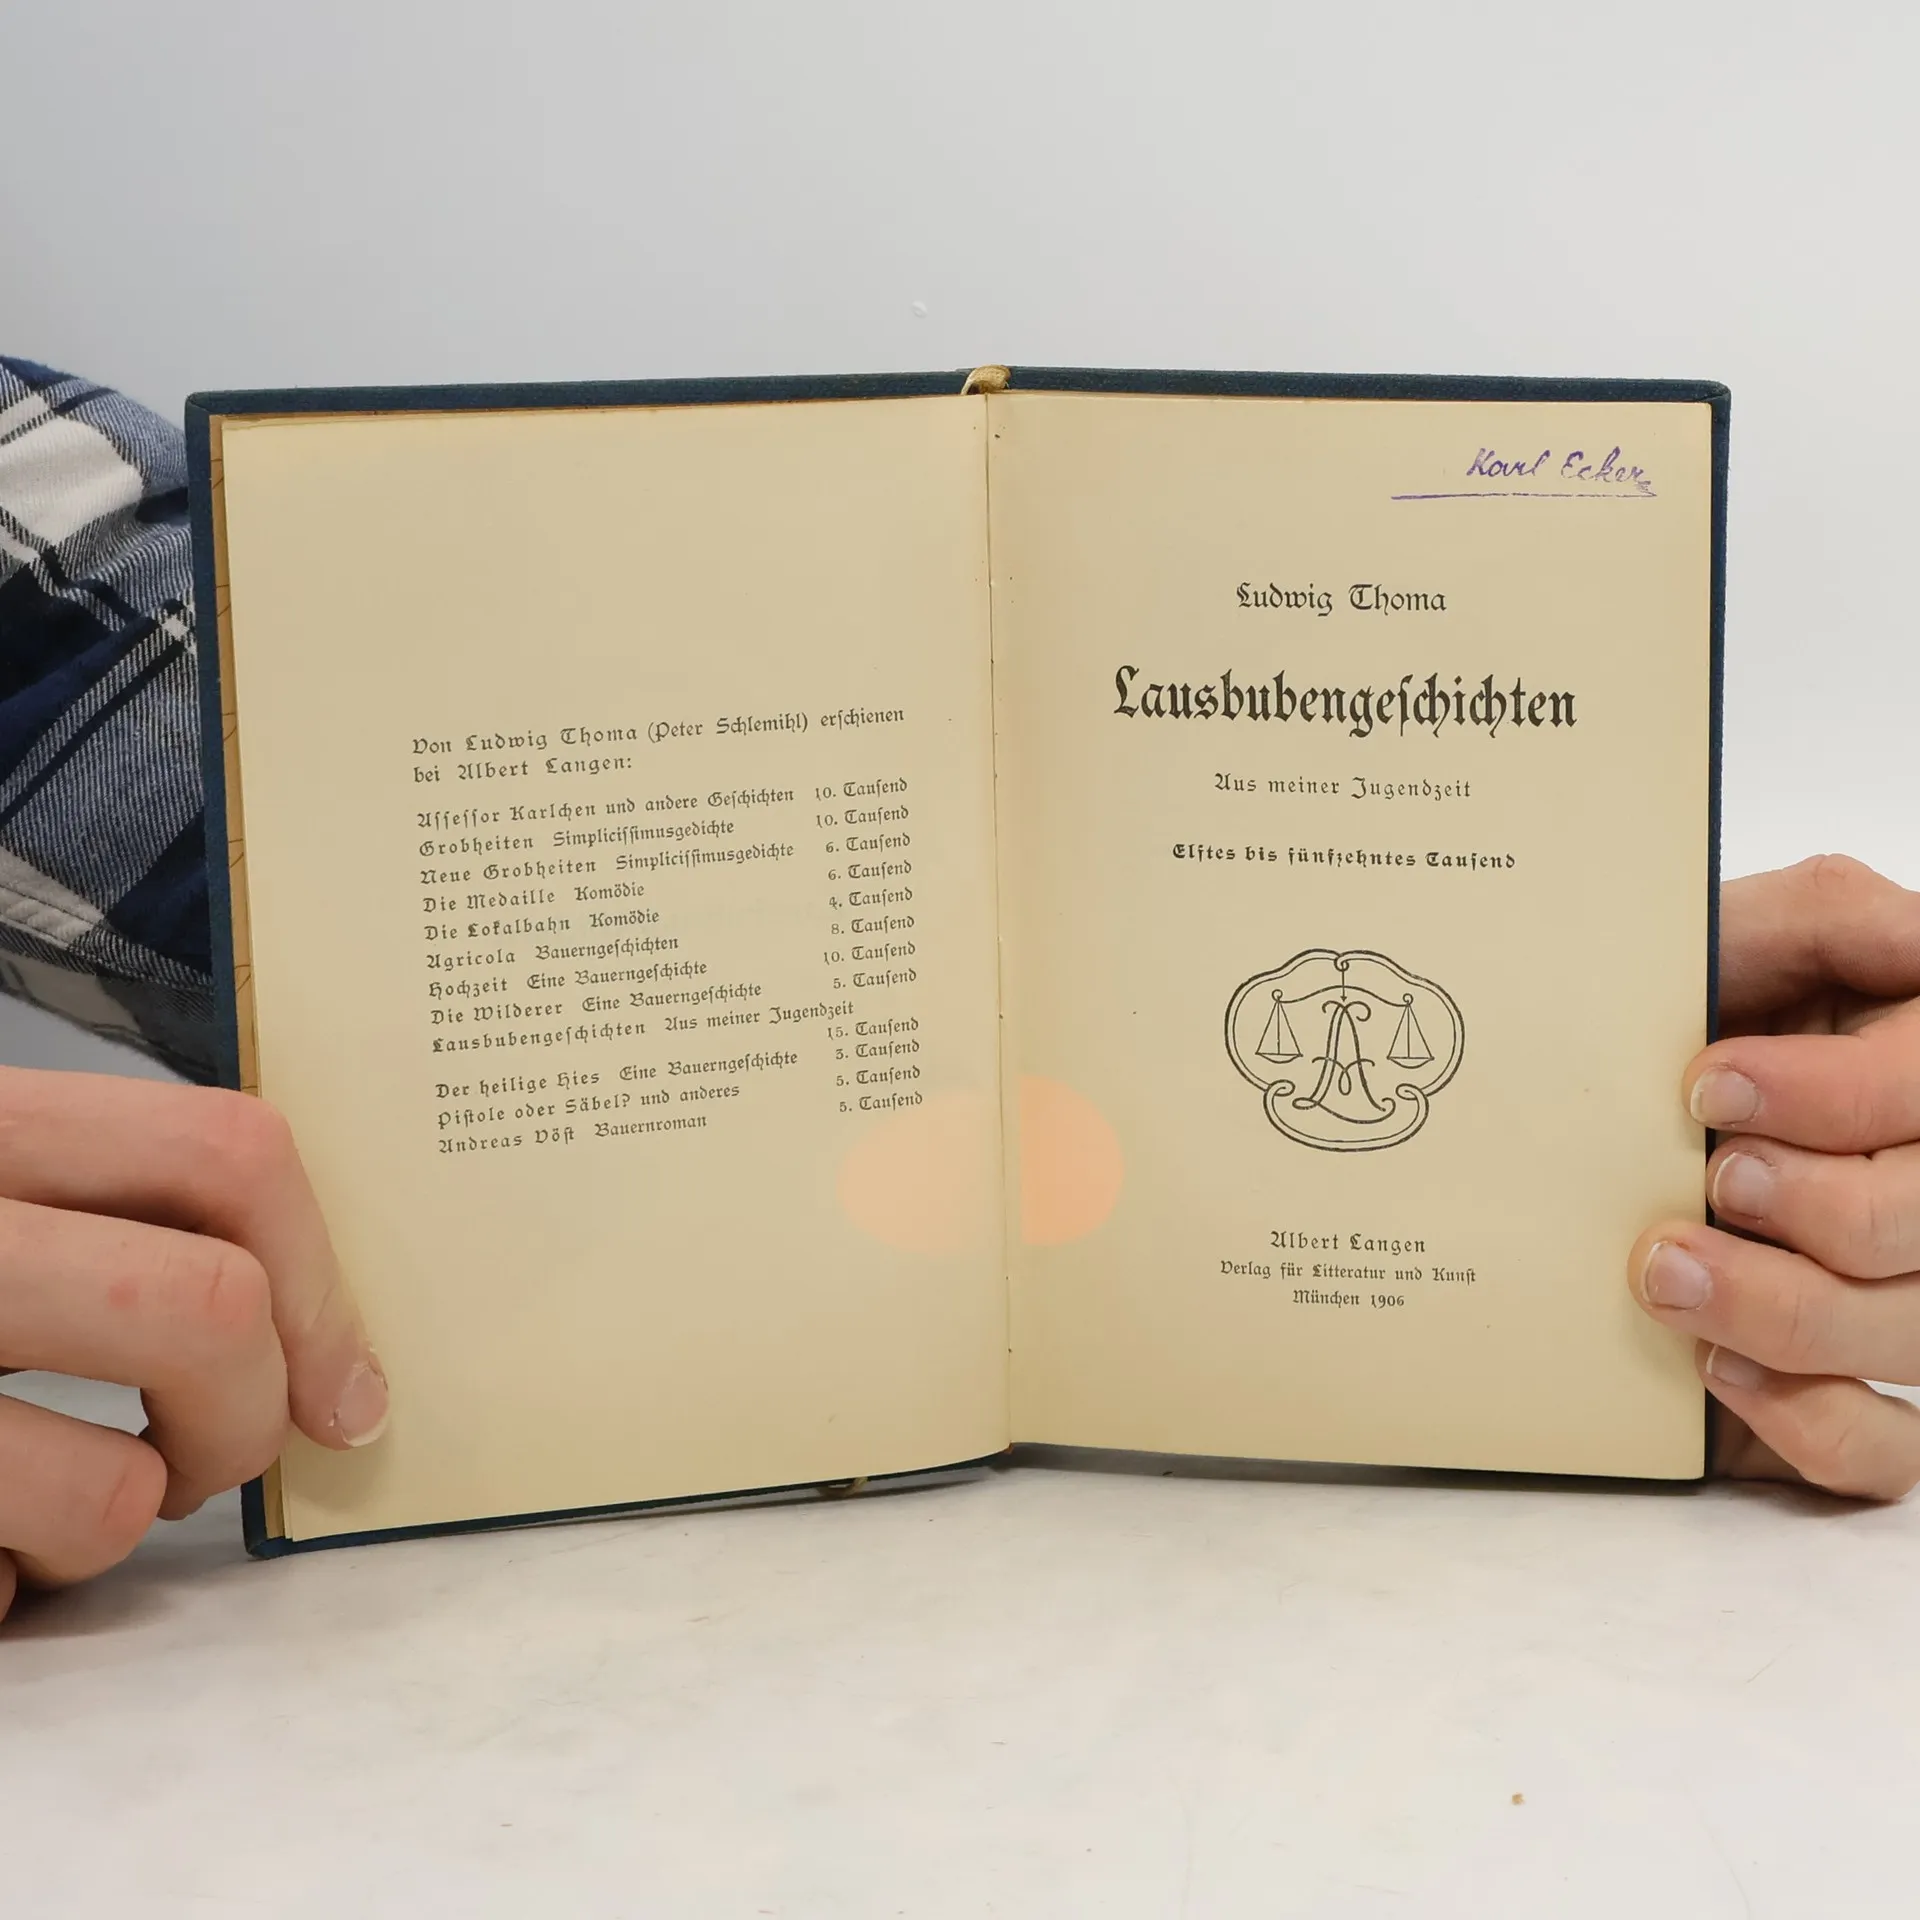 Von Ludwig Thoma (Peter Schlemihl) erſchienen
bei Albert Langen:
Aſſeſſor Karlchen und andere Geſchichten 10. Tauſend
Grobheiten Simpliciſſimusgedichte 10. Tauſend
Neue Grobheiten Simpliciſſimusgedichte 6. Tauſend
Die Medaille Komödie 6. Tauſend
Die Lokalbahn Komödie 4. Tauſend
Agricola Bauerngeſchichten 8. Tauſend
Hochzeit Eine Bauerngeſchichte 10. Tauſend
Die Wilderer Eine Bauerngeſchichte 5. Tauſend
Lausbubengeſchichten Aus meiner Jugendzeit
15. Tauſend
Der heilige Hies Eine Bauerngeſchichte 3. Tauſend
Piſtole oder Säbel? und anderes 5. Tauſend
Andreas Vöſt Bauernroman 5. Tauſend
Karl Ecker
Ludwig Thoma
Lausbubengeſchichten
Aus meiner Jugendzeit
Elftes bis fünfzehntes Tauſend
Albert Langen
Verlag für Litteratur und Kunſt
München 1906